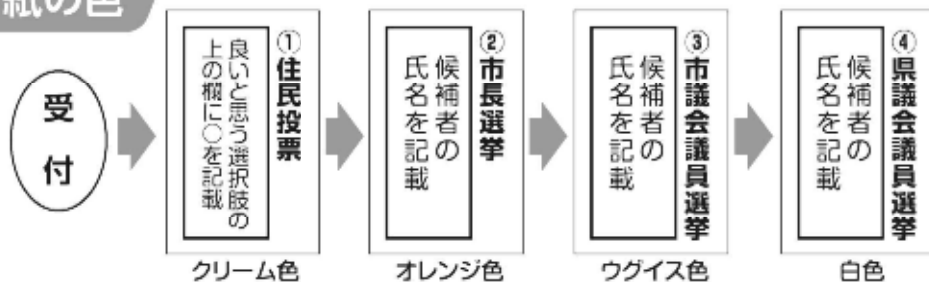 紙の色
受付
①住民投票
良いと思う選択肢の
上の欄に○を記載
クリーム色
②市長選挙
候補者の
氏名を記載
オレンジ色
③市議会議員選挙
候補者の
氏名を記載
ウグイス色
④県議会議員選挙
候補者の
氏名を記載
白色